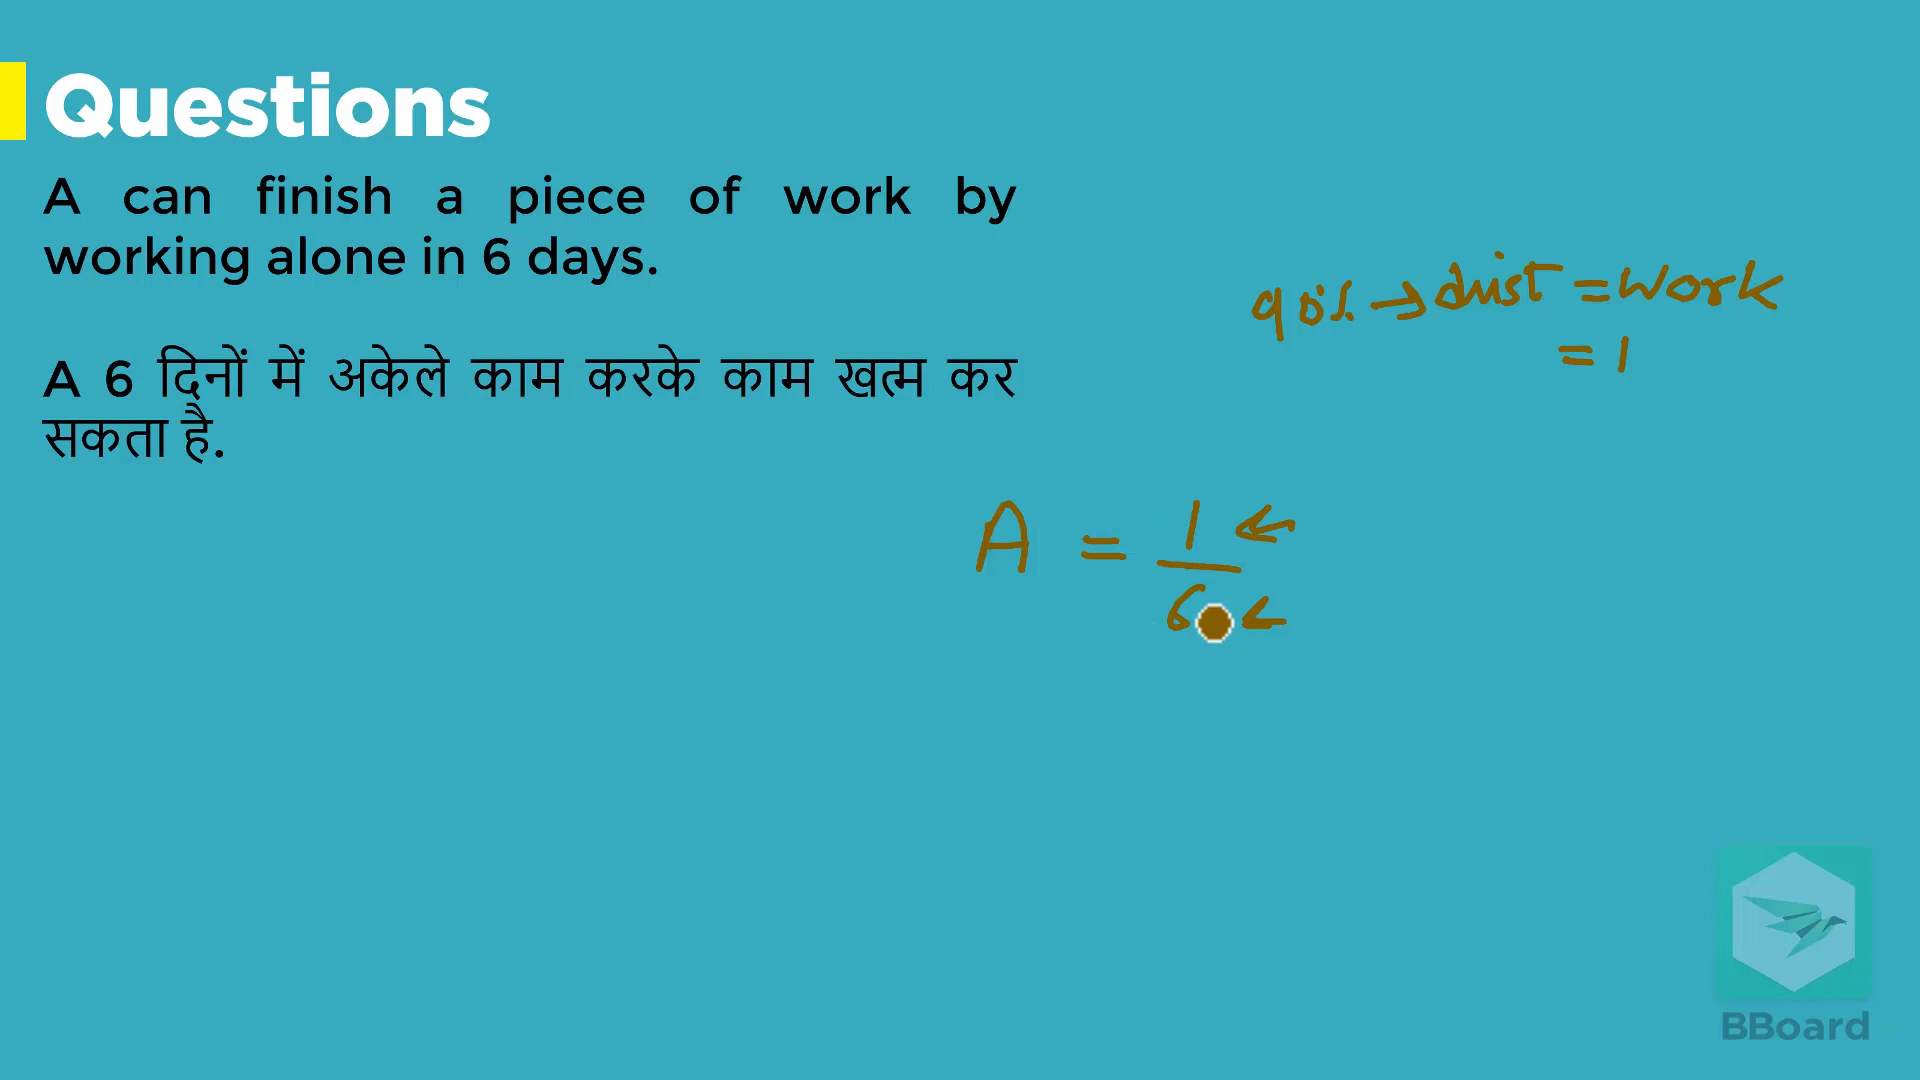 Questions
A can finish a piece of work by
working alone in 6 days.
A 6 दिनों में अकेले काम करके काम खत्म कर
सकता है.
90% → dist = Work
= 1
A = 1 ←
6 ←
BBoard